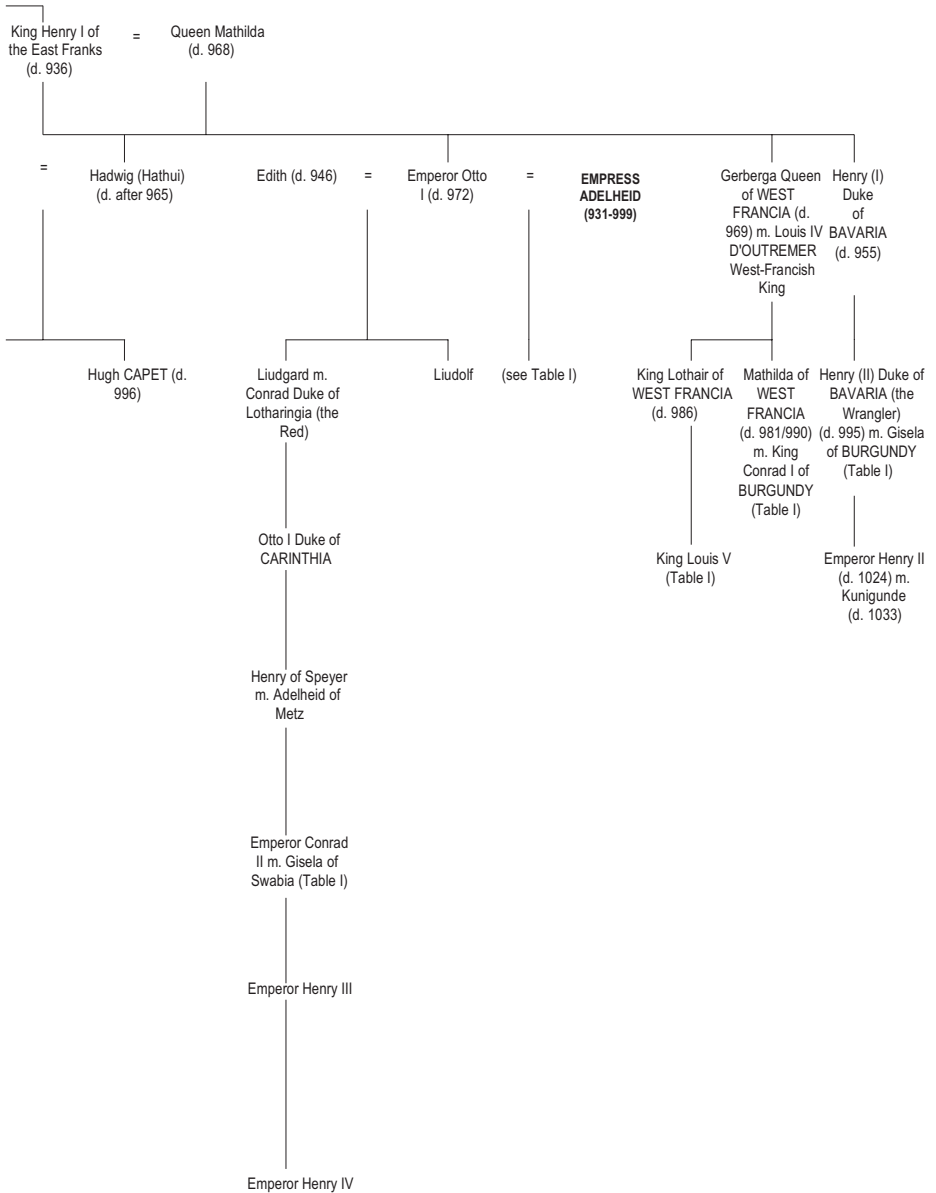 King Henry I of
the East Franks
(d. 936)
=
Queen Mathilda
(d. 968)
=
Hadwig (Hathui)
(d. after 965)
Edith (d. 946)
=
Emperor Otto
I (d. 972)
=
EMPRESS
ADELHEID
(931-999)
Gerberga Queen
of WEST
FRANCIA (d.
969) m. Louis IV
D'OUTREMER
West-Francish
King
Henry (I)
Duke
of
BAVARIA
(d. 955)
Hugh CAPET (d.
996)
Liudgard m.
Conrad Duke of
Lotharingia (the
Red)
Liudolf
(see Table I)
King Lothair of
WEST FRANCIA
(d. 986)
Mathilda of
WEST
FRANCIA
(d. 981/990)
m. King
Conrad I of
BURGUNDY
(Table I)
Henry (II) Duke of
BAVARIA (the
Wrangler)
(d. 995) m. Gisela
of BURGUNDY
(Table I)
Otto I Duke of
CARINTHIA
King Louis V
(Table I)
Emperor Henry II
(d. 1024) m.
Kunigunde
(d. 1033)
Henry of Speyer
m. Adelheid of
Metz
Emperor Conrad
II m. Gisela of
Swabia (Table I)
Emperor Henry III
Emperor Henry IV